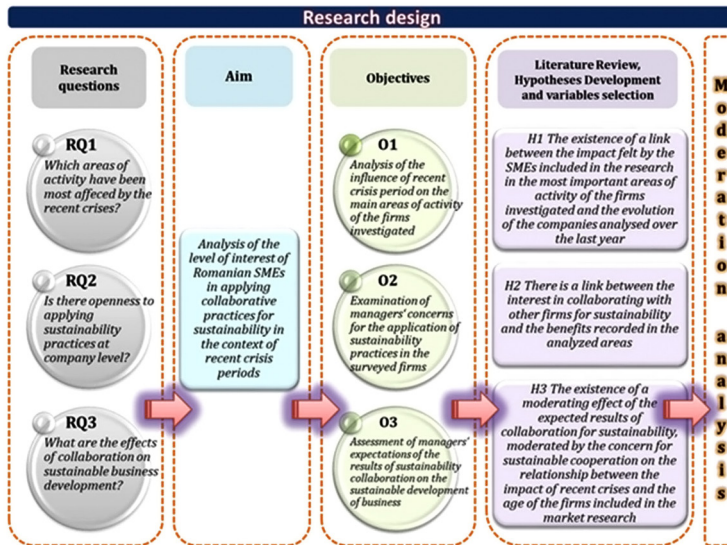 Research design
Research
questions
RQ1
Which areas of
activity have been
most affeced by the
recent crises?
RQ2
Is there openness to
applying
sustainability
practices at
company level?
RQ3
What are the effects
of collaboration on
sustainable business
development?
Aim
Analysis of the
level of interest of
Romanian SMEs
in applying
collaborative
practices for
sustainability in the
context of
recent crisis
periods
Objectives
O1
Analysis of the
influence of recent
crisis period on the
main areas of activity
of the firms
investigated
O2
Examination of
managers' concerns
for the application of
sustainability
practices in the
surveyed firms
O3
Assessment of managers'
expectations of the
results of sustainability
collaboration on the
sustainable development
of business
Literature Review,
Hypotheses Development
and variables selection
H1 The existence of a link
between the impact felt by the
SMEs included in the research
in the most important areas of
activity of the firms
investigated and the evolution
of the companies analysed over
the last year
H2 There is a link between the
interest in collaborating with
other firms for sustainability
and the benefits recorded in the
analyzed areas
H3 The existence of a
moderating effect of the
expected results of
collaboration for sustainability,
moderated by the concern for
sustainable cooperation on the
relationship between the
impact of recent crises and the
age of the firms included in the
market research
Moderation analysis